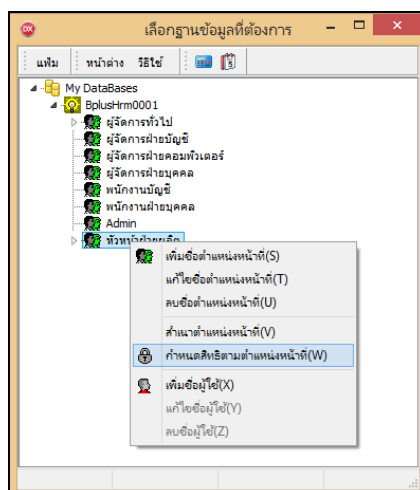 เลือกฐานข้อมูลที่ต้องการ
แฟ้ม หน้าต่าง วิธีใช้
My DataBases
BplusHrm0001
ผู้จัดการทั่วไป
ผู้จัดการฝ่ายบัญชี
ผู้จัดการฝ่ายคอมพิวเตอร์
ผู้จัดการฝ่ายบุคคล
พนักงานบัญชี
พนักงานฝ่ายบุคคล
Admin
หัวหน้าฝ่ายผลิต
เพิ่มชื่อตำแหน่งหน้าที่(S)
แก้ไขชื่อตำแหน่งหน้าที่(T)
ลบชื่อตำแหน่งหน้าที่(U)
สำเนาตำแหน่งหน้าที่(V)
กำหนดสิทธิตามตำแหน่งหน้าที่(W)
เพิ่มชื่อผู้ใช้(X)
แก้ไขชื่อผู้ใช้(Y)
ลบชื่อผู้ใช้(Z)